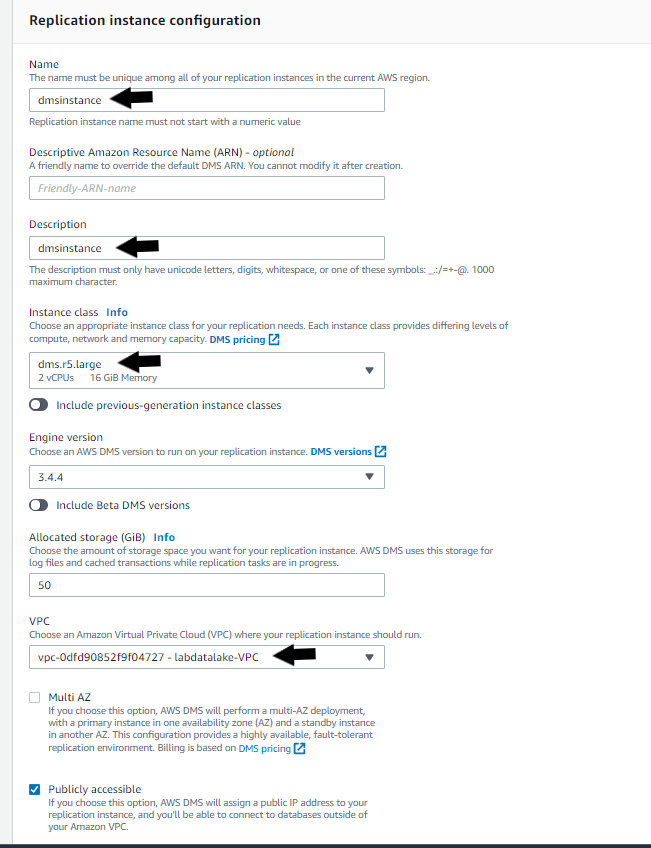 Replication instance configuration
Name
The name must be unique among all of your replication instances in the current AWS region.
dmsinstance
Replication instance name must not start with a numeric value
Descriptive Amazon Resource Name (ARN) - optional
A friendly name to override the default DMS ARN. You cannot modify it after creation.
Friendly-ARN-name
Description
dmsinstance
The description must only have unicode letters, digits, whitespace, or one of these symbols: _.:/=+-@. 1000
maximum character.
Instance class Info
Choose an appropriate instance class for your replication needs. Each instance class provides differing levels of
compute, network and memory capacity. DMS pricing
dms.r5.large
2 vCPUs 16 GiB Memory
Include previous-generation instance classes
Engine version
Choose an AWS DMS version to run on your replication instance. DMS versions
3.4.4
Include Beta DMS versions
Allocated storage (GiB) Info
Choose the amount of storage space you want for your replication instance. AWS DMS uses this storage for
log files and cached transactions while replication tasks are in progress.
50
VPC
Choose an Amazon Virtual Private Cloud (VPC) where your replication instance should run.
vpc-0dfd90852f9f04727 - labdatalake-VPC
Multi AZ
If you choose this option, AWS DMS will perform a multi-AZ deployment,
with a primary instance in one availability zone (AZ) and a standby instance
in another AZ. This configuration provides a highly available, fault-tolerant
replication environment. Billing is based on DMS pricing
Publicly accessible
If you choose this option, AWS DMS will assign a public IP address to your
replication instance, and you'll be able to connect to databases outside of
your Amazon VPC.